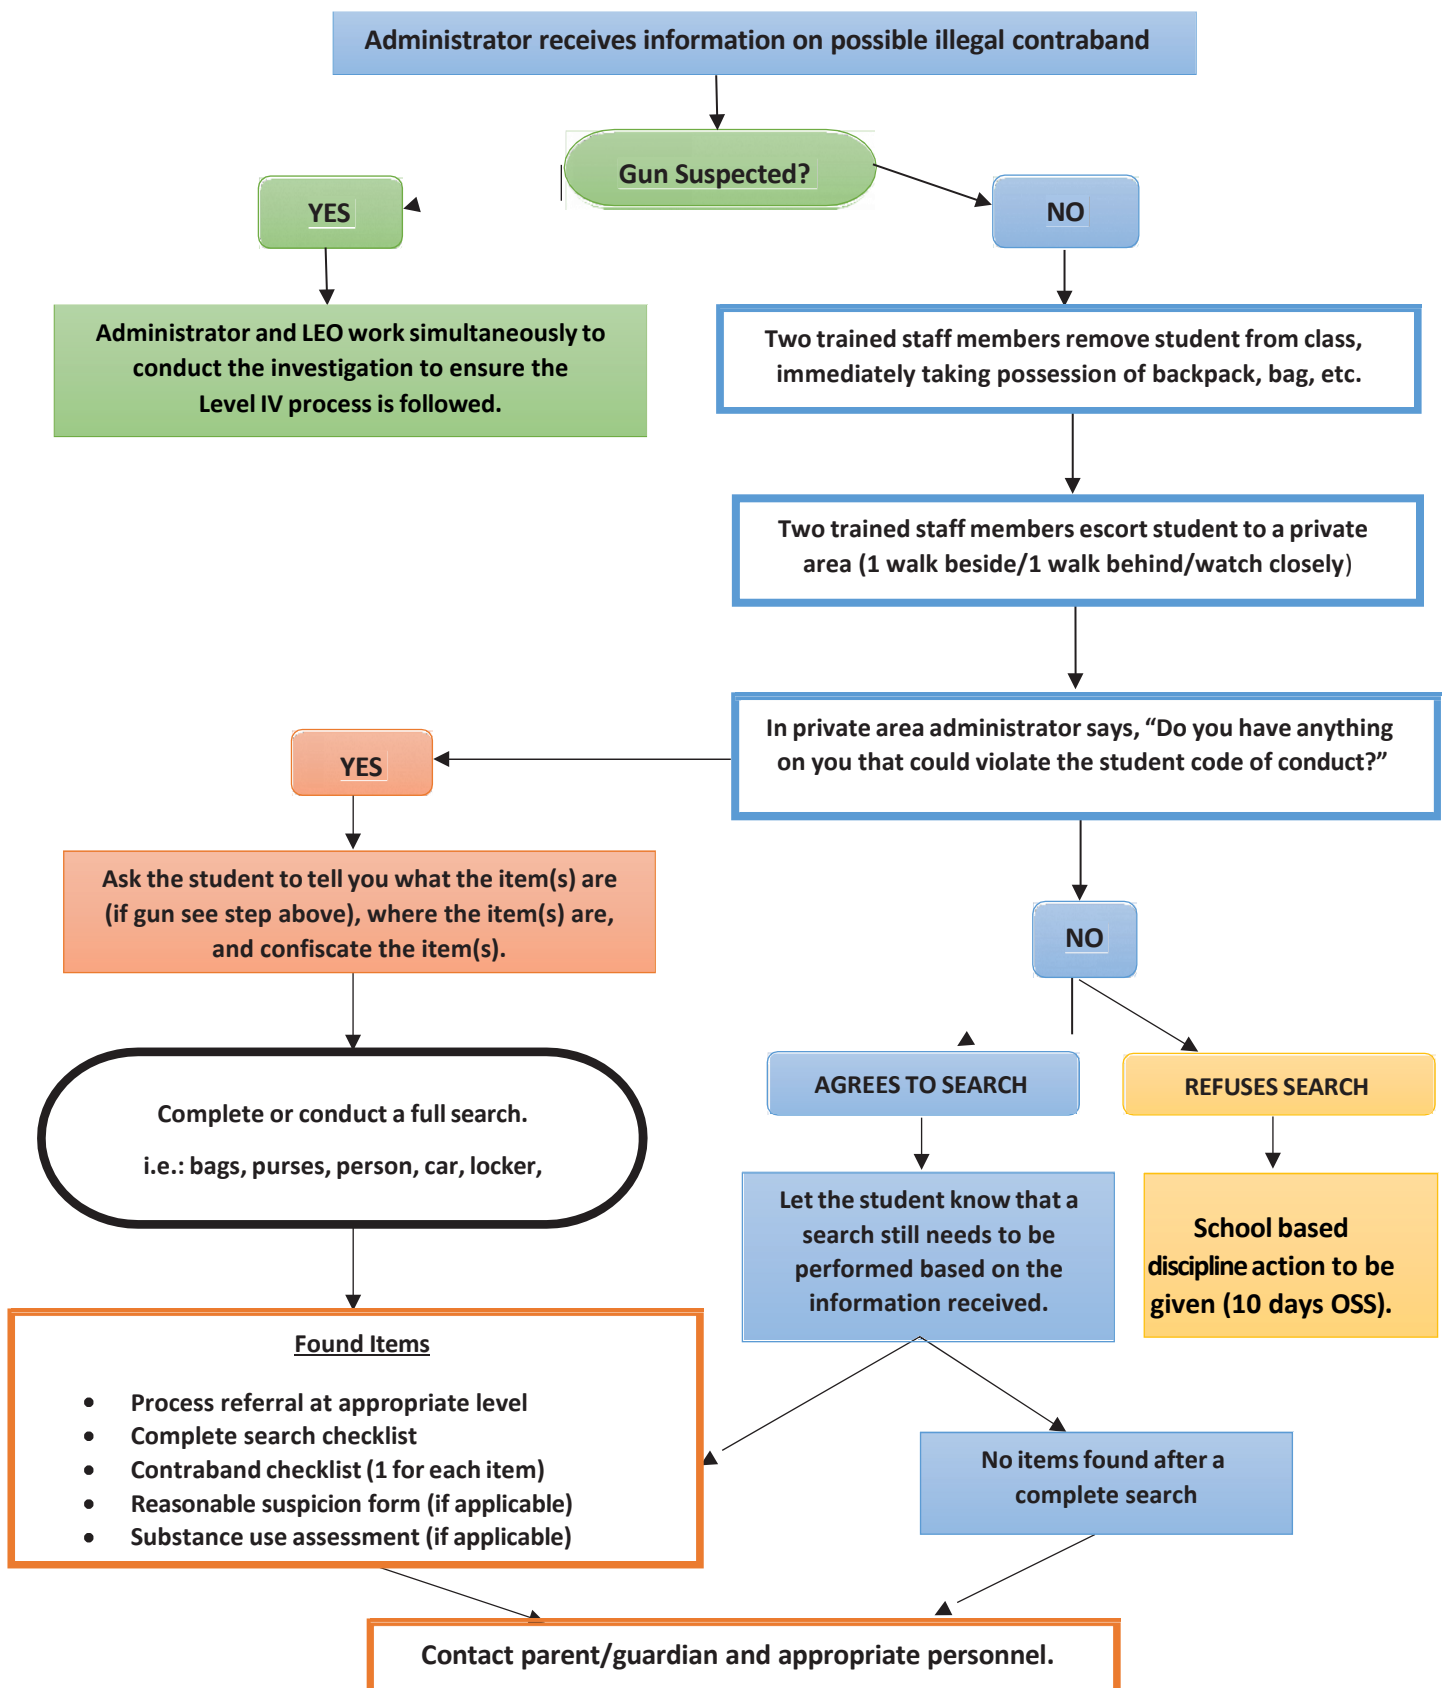 Administrator receives information on possible illegal contraband
Gun Suspected?
YES
NO
Administrator and LEO work simultaneously to
conduct the investigation to ensure the
Level IV process is followed.
Two trained staff members remove student from class,
immediately taking possession of backpack, bag, etc.
Two trained staff members escort student to a private
area (1 walk beside/1 walk behind/watch closely)
In private area administrator says, “Do you have anything
on you that could violate the student code of conduct?”
YES
Ask the student to tell you what the item(s) are
(if gun see step above), where the item(s) are,
and confiscate the item(s).
NO
AGREES TO SEARCH
REFUSES SEARCH
Complete or conduct a full search.
i.e.: bags, purses, person, car, locker,
Let the student know that a
search still needs to be
performed based on the
information received.
School based
discipline action to be
given (10 days OSS).
Found Items
• Process referral at appropriate level
• Complete search checklist
• Contraband checklist (1 for each item)
• Reasonable suspicion form (if applicable)
• Substance use assessment (if applicable)
No items found after a
complete search
Contact parent/guardian and appropriate personnel.